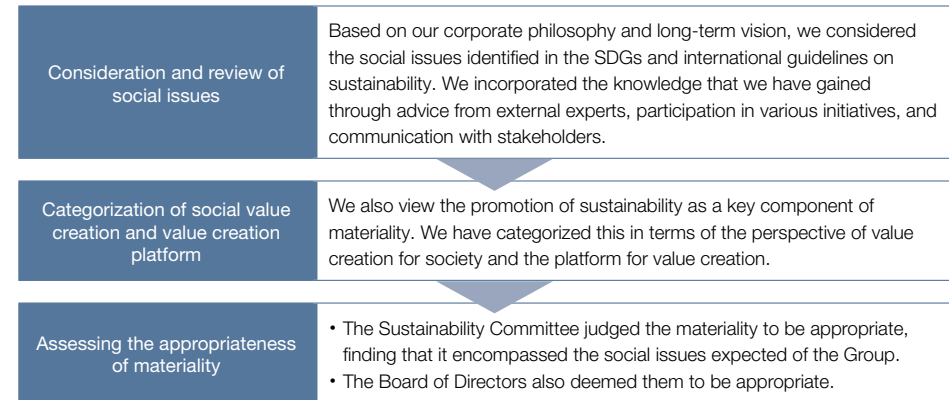 Consideration and review of
social issues
Based on our corporate philosophy and long-term vision, we considered
the social issues identified in the SDGs and international guidelines on
sustainability. We incorporated the knowledge that we have gained
through advice from external experts, participation in various initiatives, and
communication with stakeholders.
Categorization of social value
creation and value creation
platform
We also view the promotion of sustainability as a key component of
materiality. We have categorized this in terms of the perspective of value
creation for society and the platform for value creation.
Assessing the appropriateness
of materiality
• The Sustainability Committee judged the materiality to be appropriate,
finding that it encompassed the social issues expected of the Group.
• The Board of Directors also deemed them to be appropriate.